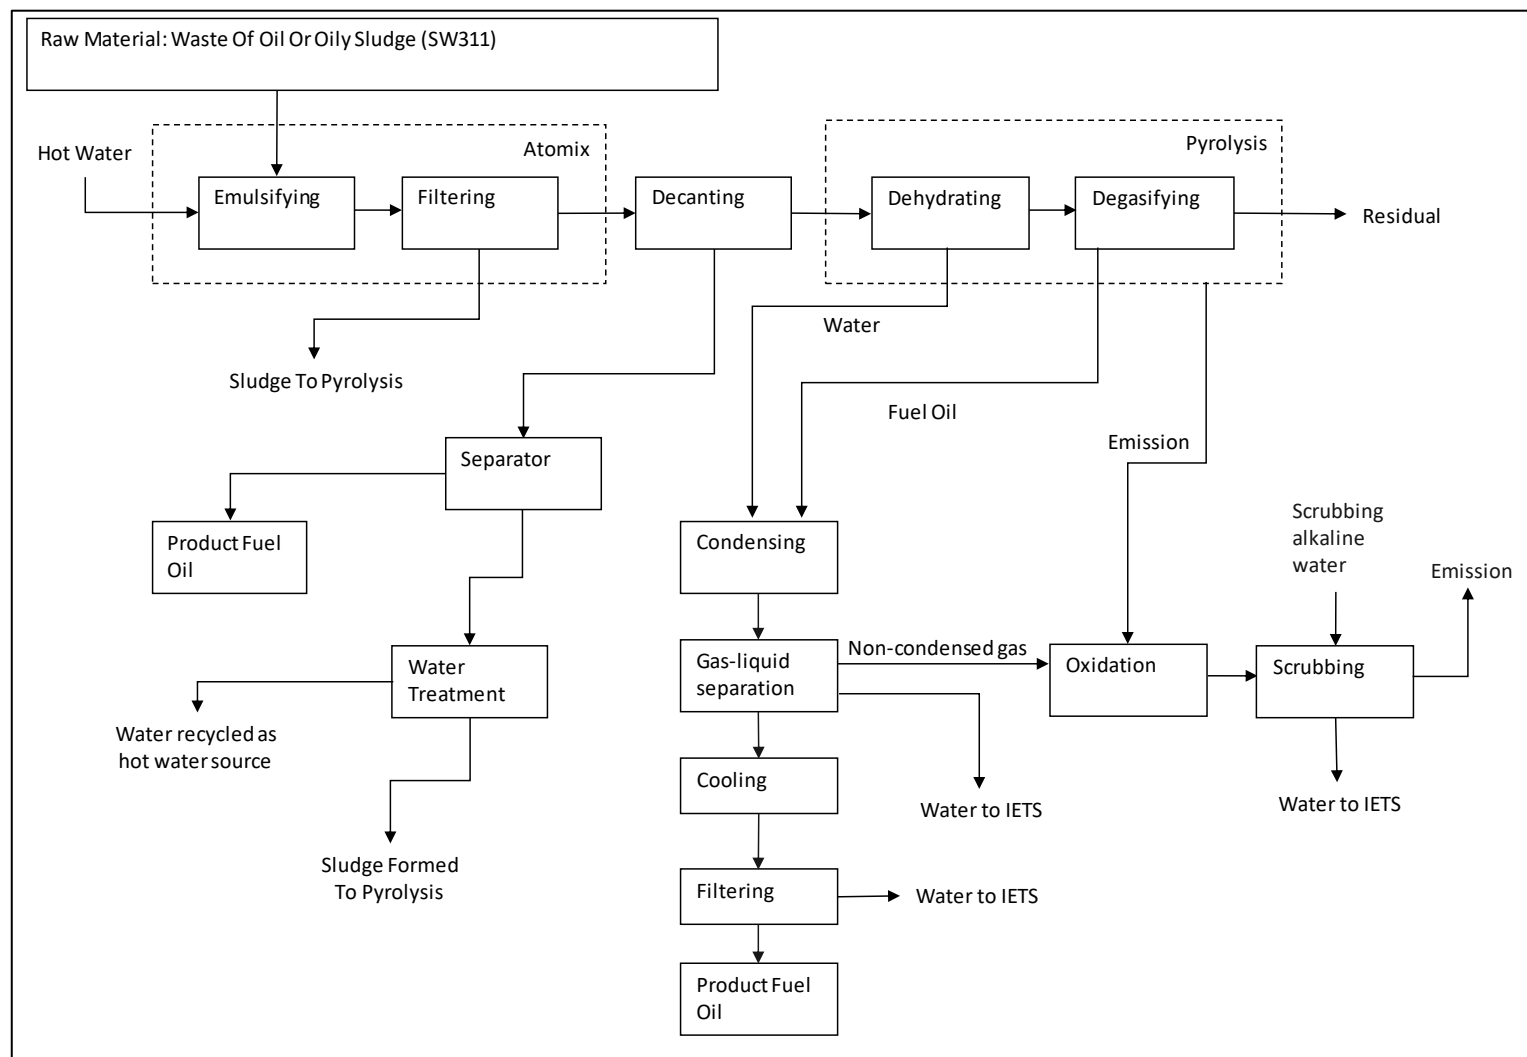 Raw Material: Waste Of Oil Or Oily Sludge (SW311)
Hot Water
Atomix
Pyrolysis
Emulsifying
Filtering
Decanting
Dehydrating
Degasifying
Residual
Water
Sludge To Pyrolysis
Fuel Oil
Emission
Separator
Product Fuel
Oil
Condensing
Scrubbing
alkaline
water
Emission
Water
Treatment
Gas-liquid
separation
Non-condensed gas
Oxidation
Scrubbing
Water recycled as
hot water source
Cooling
Water to IETS
Water to IETS
Sludge Formed
To Pyrolysis
Filtering
Water to IETS
Product Fuel
Oil